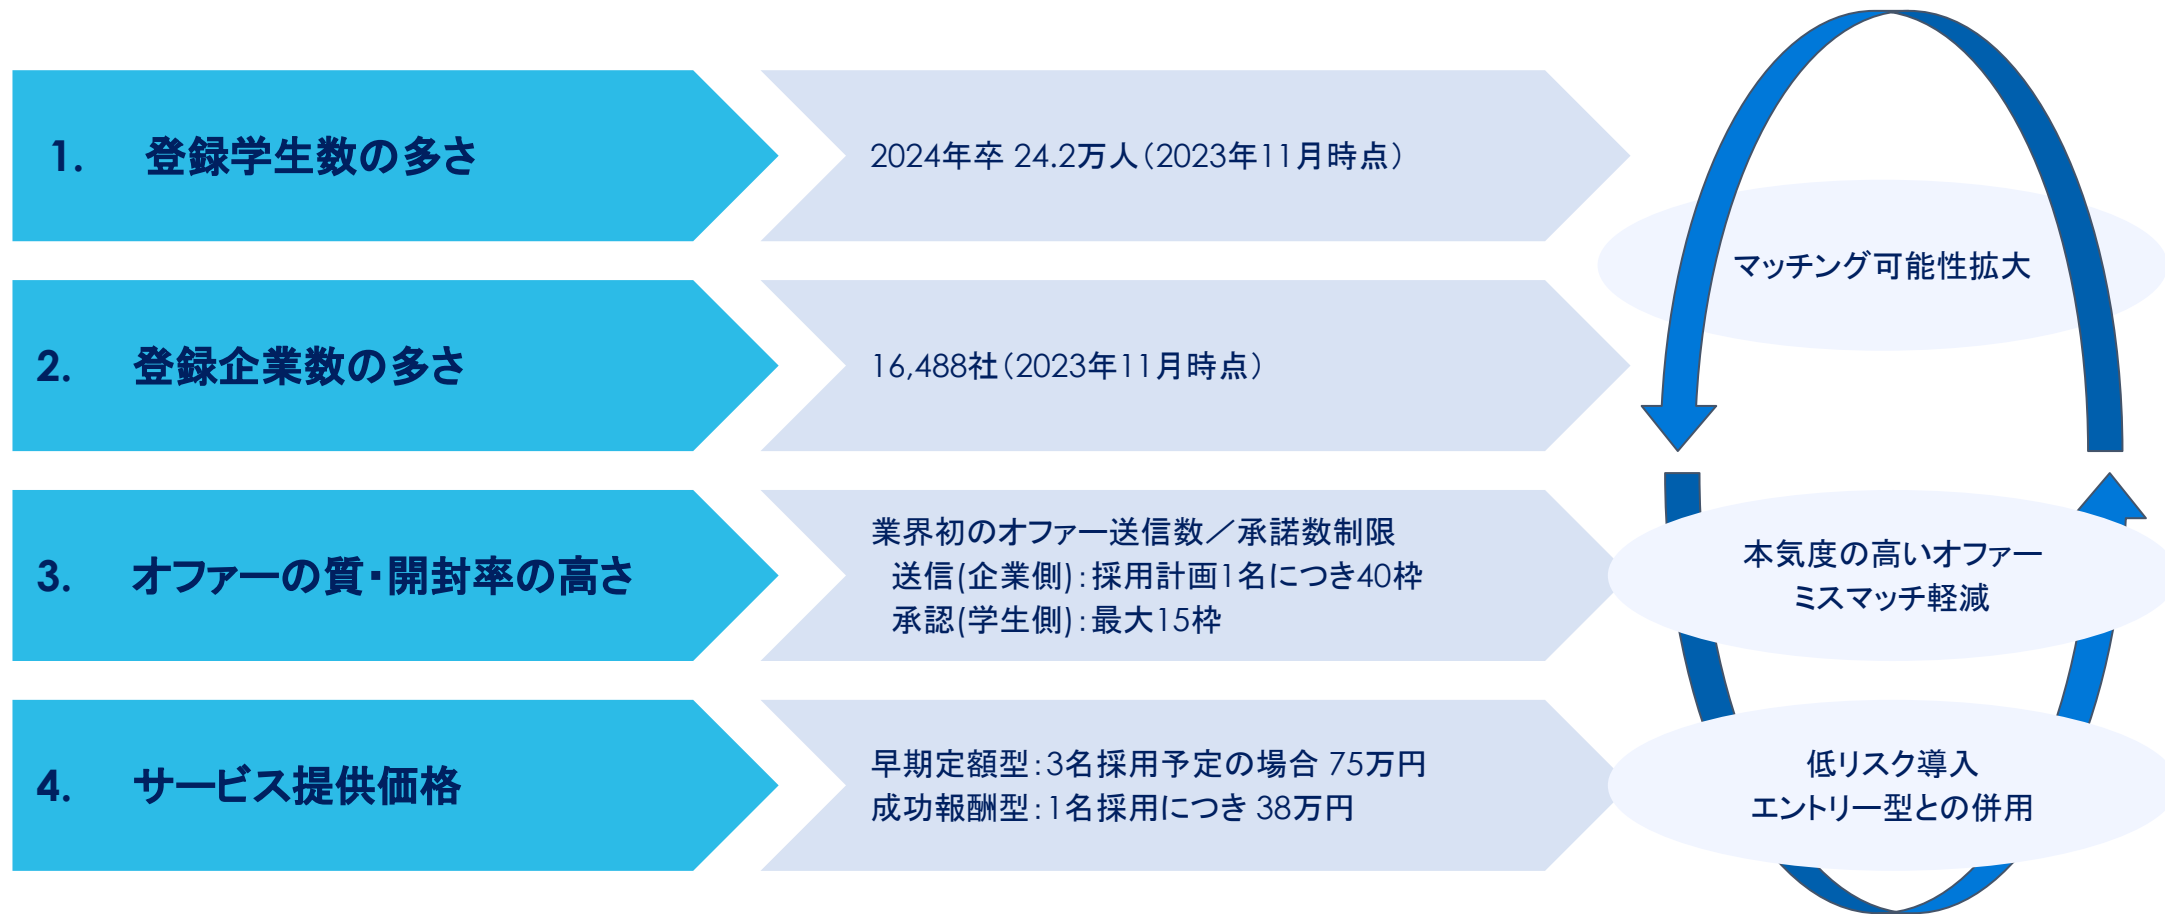 1. 登録学生数の多さ
2024年卒 24.2万人（2023年11月時点）
マッチング可能性拡大
2. 登録企業数の多さ
16,488社（2023年11月時点）
3. オファーの質・開封率の高さ
業界初のオファー送信数／承諾数制限
送信(企業側)：採用計画1名につき40枠
承認(学生側)：最大15枠
本気度の高いオファー
ミスマッチ軽減
4. サービス提供価格
早期定額型：3名採用予定の場合 75万円
成功報酬型：1名採用につき 38万円
低リスク導入
エントリー型との併用